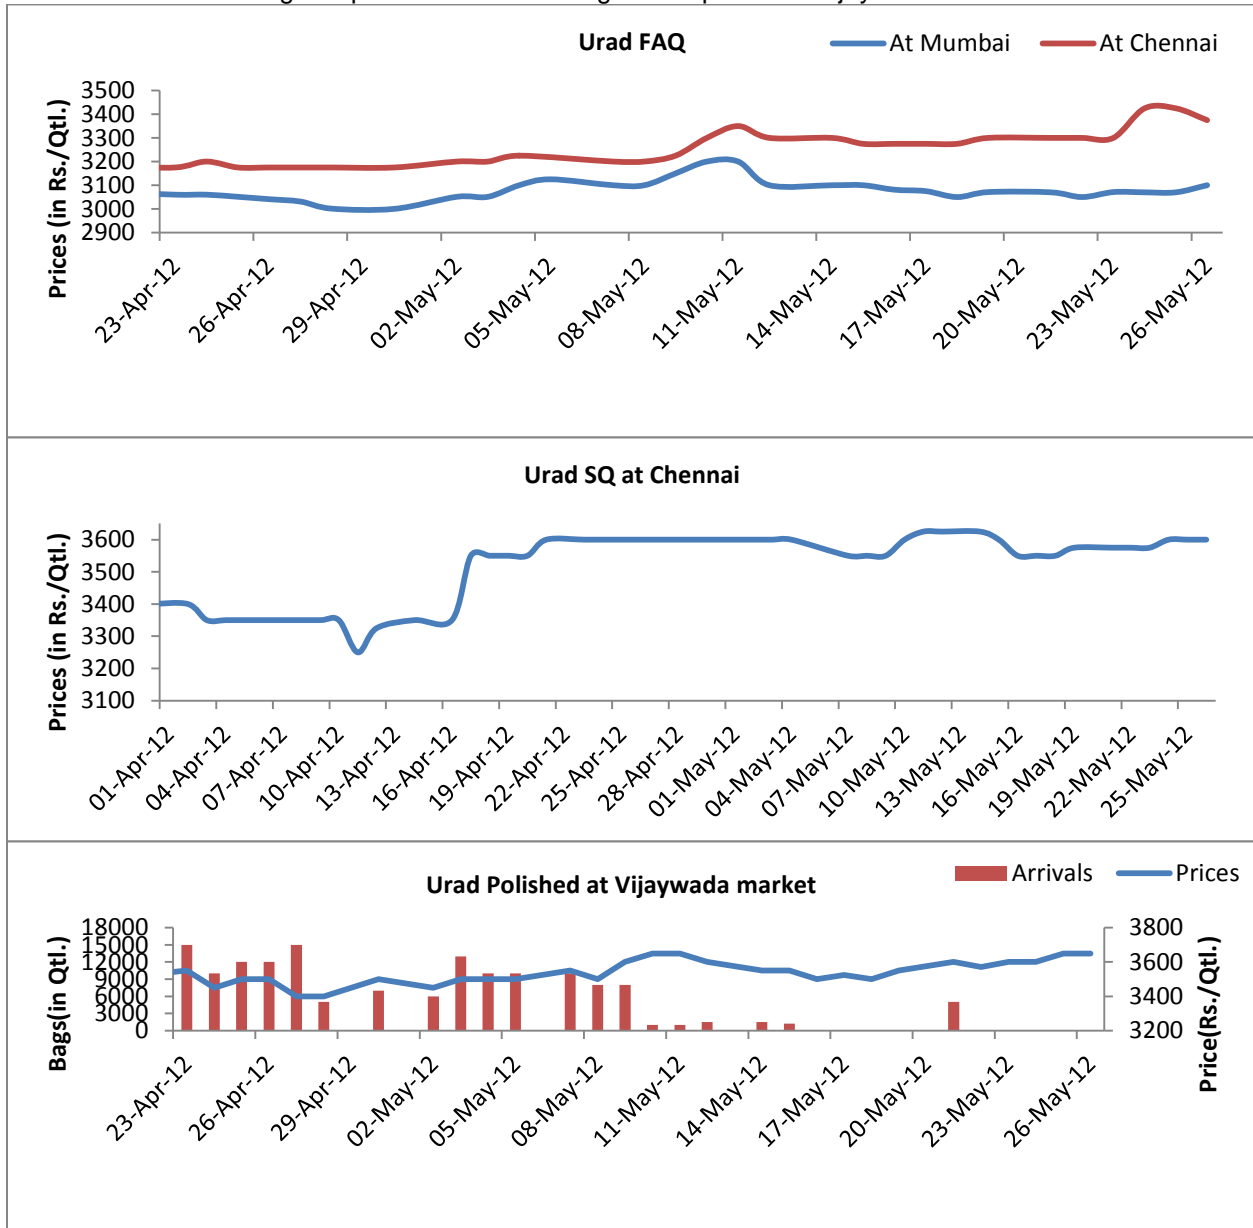 Urad FAQ
At Mumbai At Chennai
Prices (in Rs./Qtl.)
3500
3400
3300
3200
3100
3000
2900
23-Apr-12 26-Apr-12 29-Apr-12 02-May-12 05-May-12 08-May-12 11-May-12 14-May-12 17-May-12 20-May-12 23-May-12 26-May-12
Urad SQ at Chennai
Prices (in Rs./Qtl.)
3600
3500
3400
3300
3200
3100
01-Apr-12 04-Apr-12 07-Apr-12 10-Apr-12 13-Apr-12 16-Apr-12 19-Apr-12 22-Apr-12 25-Apr-12 28-Apr-12 01-May-12 04-May-12 07-May-12 10-May-12 13-May-12 16-May-12 19-May-12 22-May-12 25-May-12
Urad Polished at Vijaywada market
Arrivals Prices
Bags(in Qtl.)
18000
15000
12000
9000
6000
3000
0
3800
3600
3400
3200
Price(Rs./Qtl.)
23-Apr-12 26-Apr-12 29-Apr-12 02-May-12 05-May-12 08-May-12 11-May-12 14-May-12 17-May-12 20-May-12 23-May-12 26-May-12